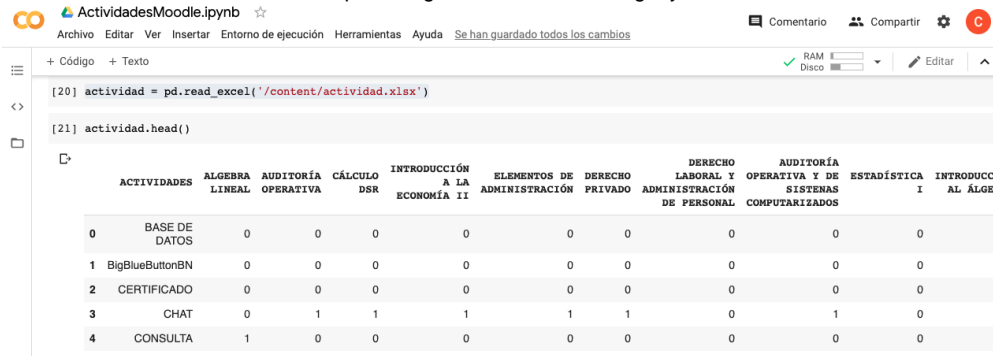 ActividadesMoodle.ipynb
Comentario Compartir C
Archivo Editar Ver Insertar Entorno de ejecución Herramientas Ayuda Se han guardado todos los cambios
+ Código + Texto RAM Disco Editar
[20] actividad = pd.read_excel('/content/actividad.xlsx')
[21] actividad.head()
ACTIVIDADES ALGEBRA LINEAL AUDITORÍA OPERATIVA CÁLCULO DSR INTRODUCCIÓN A LA ECONOMÍA II ELEMENTOS DE ADMINISTRACIÓN DERECHO PRIVADO DERECHO LABORAL Y ADMINISTRACIÓN DE PERSONAL AUDITORÍA OPERATIVA Y DE SISTENAS COMPUTARIZADOS ESTADÍSTICA I INTRODUCC AL ÁLGE
0 BASE DE DATOS 0 0 0 0 0 0 0 0 0
1 BigBlueButtonBN 0 0 0 0 0 0 0 0 0
2 CERTIFICADO 0 0 0 0 0 0 0 0 0
3 CHAT 0 1 1 1 1 1 0 1 0
4 CONSULTA 1 0 0 0 0 0 0 0 0